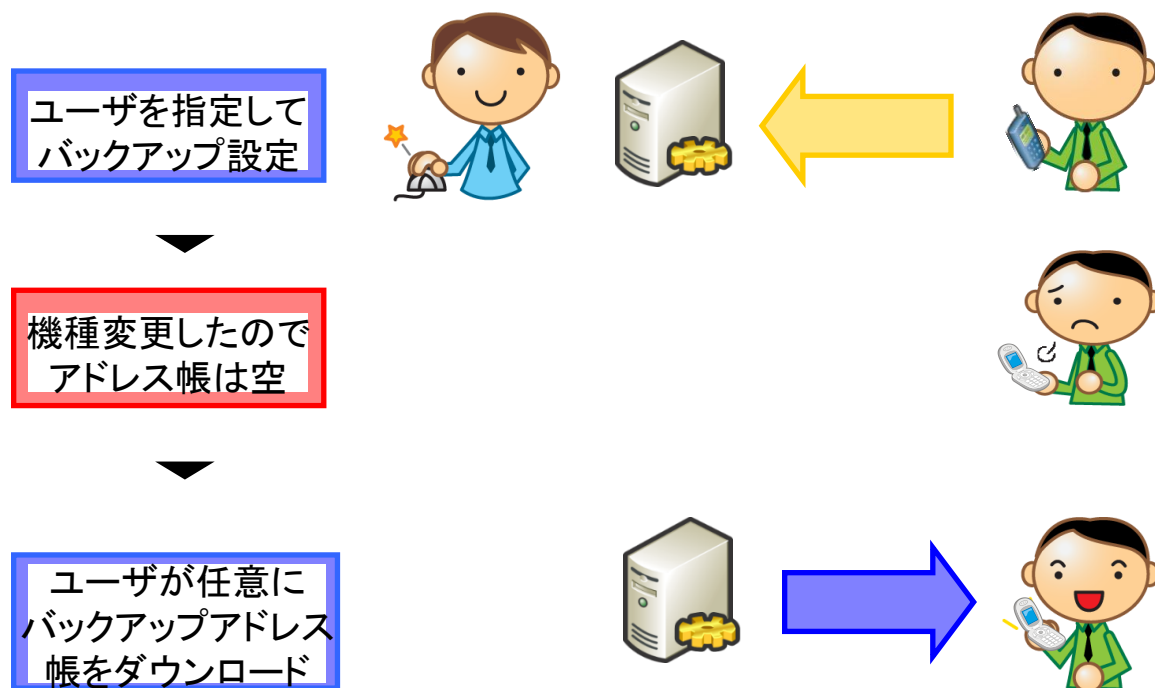 ユーザを指定して
バックアップ設定
機種変更したので
アドレス帳は空
ユーザが任意に
バックアップアドレス
帳をダウンロード